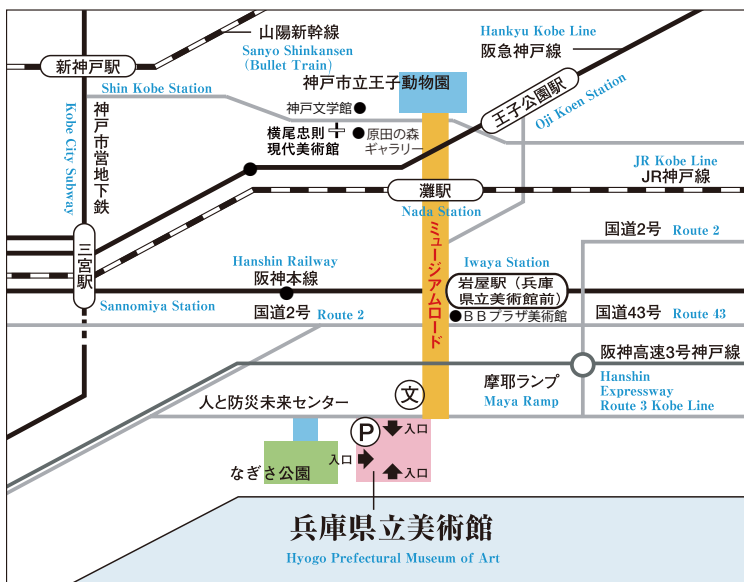 山陽新幹線
Sanyo Shinkansen
(Bullet Train)
Hankyu Kobe Line
阪急神戸線
新神戸駅
Shin Kobe Station
神戸市立王子動物園
王子公園駅
Oji Koen Station
神戸文学館
横尾忠則
現代美術館
原田の森
ギャラリー
神戸市営地下鉄
Kobe City Subway
JR Kobe Line
JR神戸線
灘駅
Nada Station
ミュージアムロード
国道2号 Route 2
三宮駅
Sannomiya Station
Hanshin Railway
阪神本線
Iwaya Station
岩屋駅(兵庫
県立美術館前)
国道2号 Route 2
BBプラザ美術館
国道43号 Route 43
阪神高速3号神戸線
Hanshin
Expressway
Route 3 Kobe Line
摩耶ランプ
Maya Ramp
人と防災未来センター
文
P
入口
入口
入口
なぎさ公園
兵庫県立美術館
Hyogo Prefectural Museum of Art